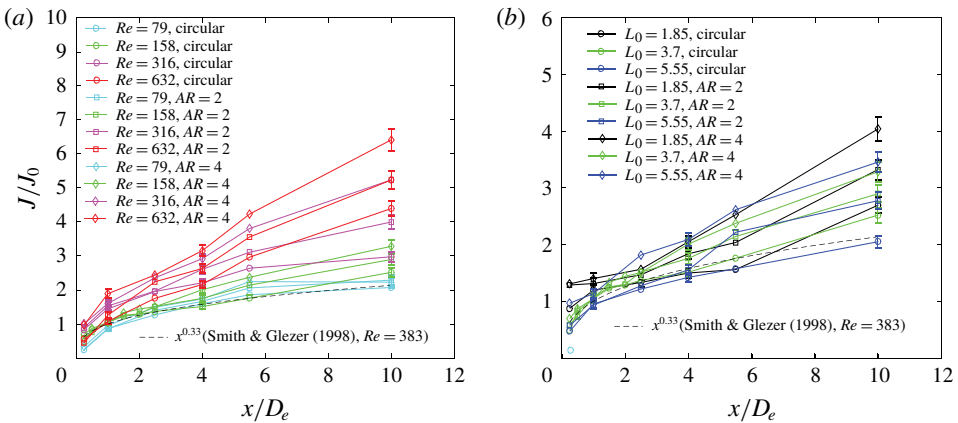 (a)
10
9
8
7
6
5
4
3
2
1
0
2
4
6
8
10
12
J/J₀
x/Dₑ
Re = 79, circular
Re = 158, circular
Re = 316, circular
Re = 632, circular
Re = 79, AR = 2
Re = 158, AR = 2
Re = 316, AR = 2
Re = 632, AR = 2
Re = 79, AR = 4
Re = 158, AR = 4
Re = 316, AR = 4
Re = 632, AR = 4
x^0.33(Smith & Glezer (1998), Re = 383)
(b)
6
5
4
3
2
1
0
2
4
6
8
10
12
x/Dₑ
L₀ = 1.85, circular
L₀ = 3.7, circular
L₀ = 5.55, circular
L₀ = 1.85, AR = 2
L₀ = 3.7, AR = 2
L₀ = 5.55, AR = 2
L₀ = 1.85, AR = 4
L₀ = 3.7, AR = 4
L₀ = 5.55, AR = 4
x^0.33(Smith & Glezer (1998), Re = 383)